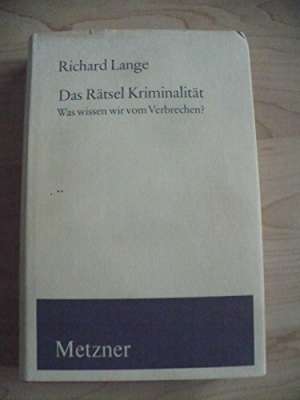 Richard Lange
Das Rätsel Kriminalität
Was wissen wir vom Verbrechen?
Metzner